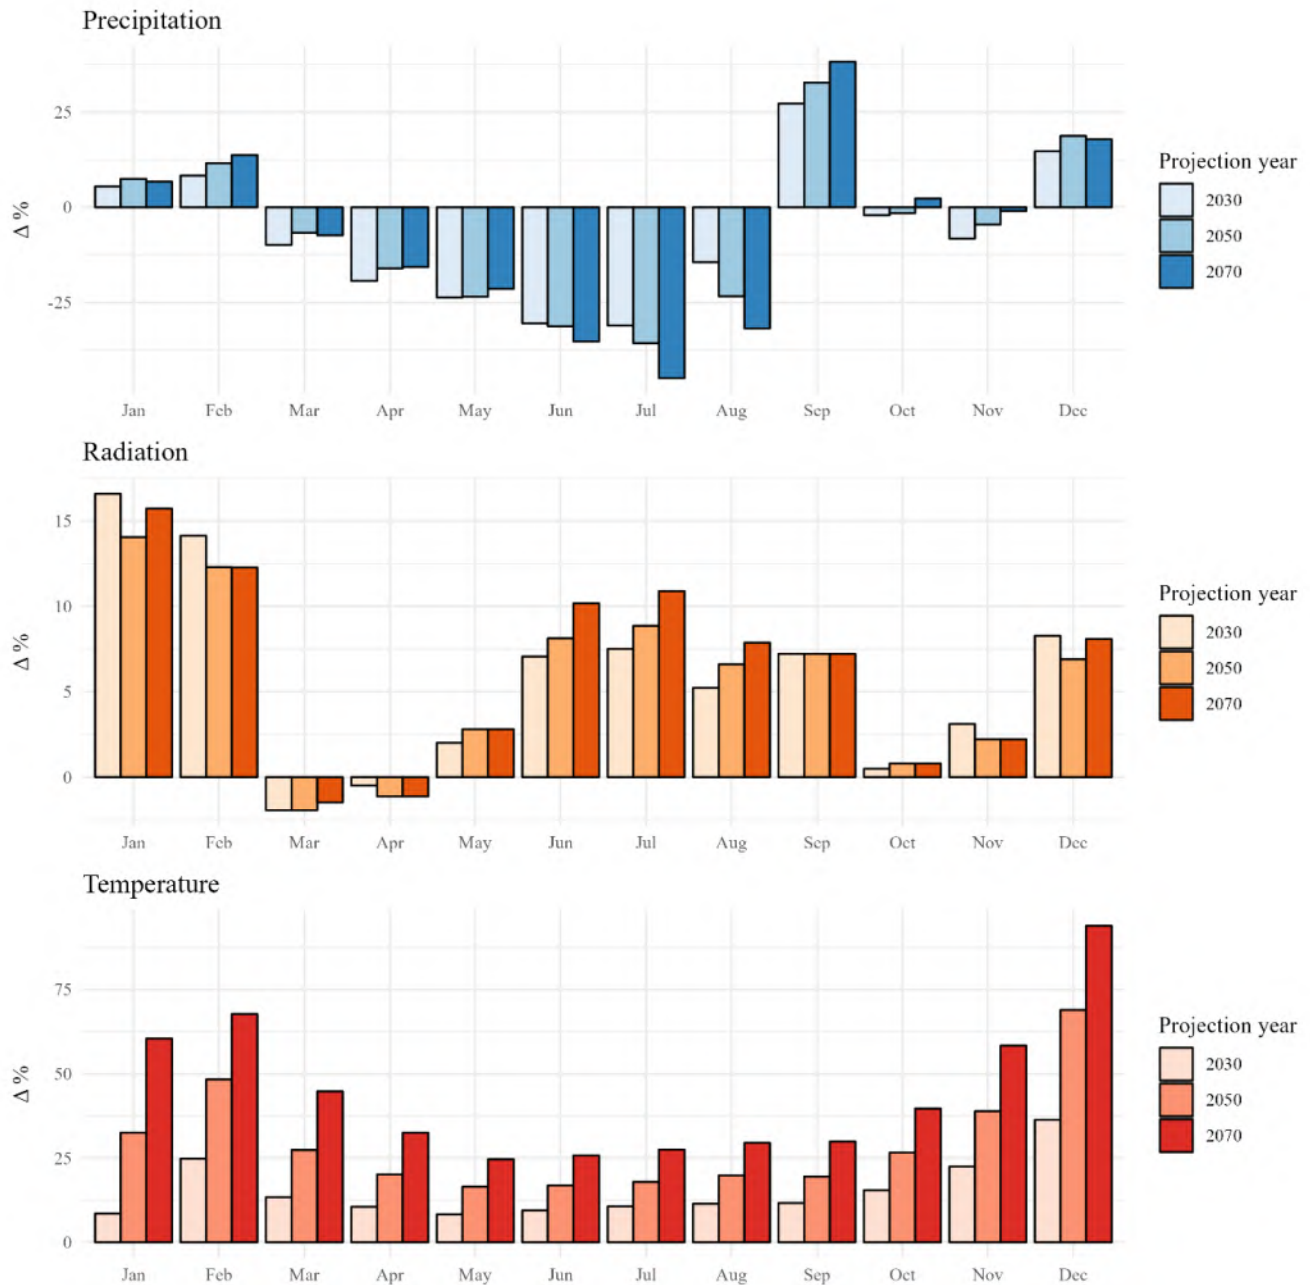 Precipitation
25
0
-25
Δ %
Jan Feb Mar Apr May Jun Jul Aug Sep Oct Nov Dec
Projection year
2030
2050
2070
Radiation
15
10
5
0
Δ %
Jan Feb Mar Apr May Jun Jul Aug Sep Oct Nov Dec
Projection year
2030
2050
2070
Temperature
75
50
25
0
Δ %
Jan Feb Mar Apr May Jun Jul Aug Sep Oct Nov Dec
Projection year
2030
2050
2070